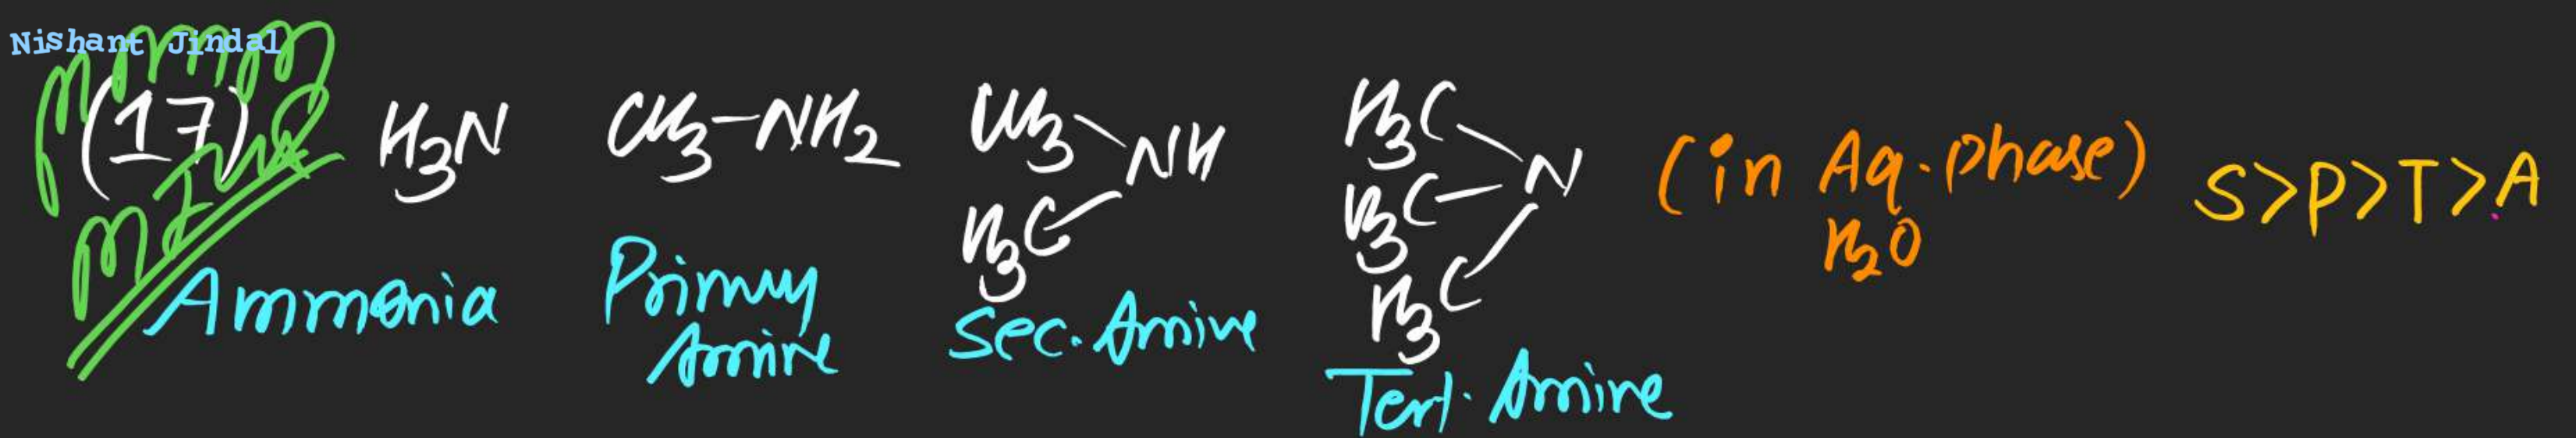 Nishant Jindal
(17) H3N CH3-NH2 CH3 NH H3C H3C H3C H3C N (in Aq. phase) S>P>T>A
H2O
Ammonia Primary Amine Sec. Amine Tert. Amine